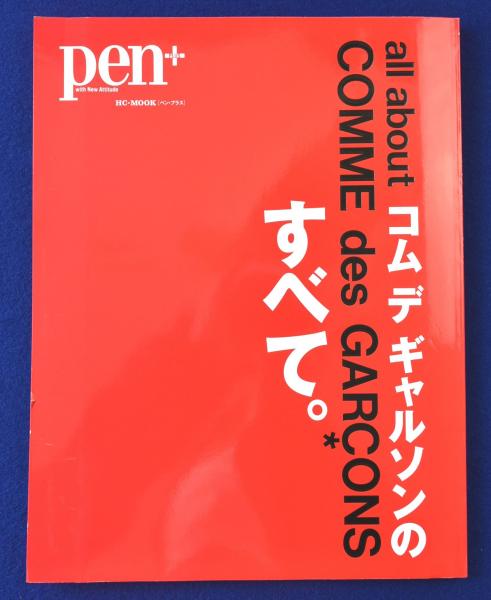 pen+
with New Attitude
HC-MOOK [ペン・プラス]
all about
COMME des GARCONS*
コム デ ギャルソンの
すべて。